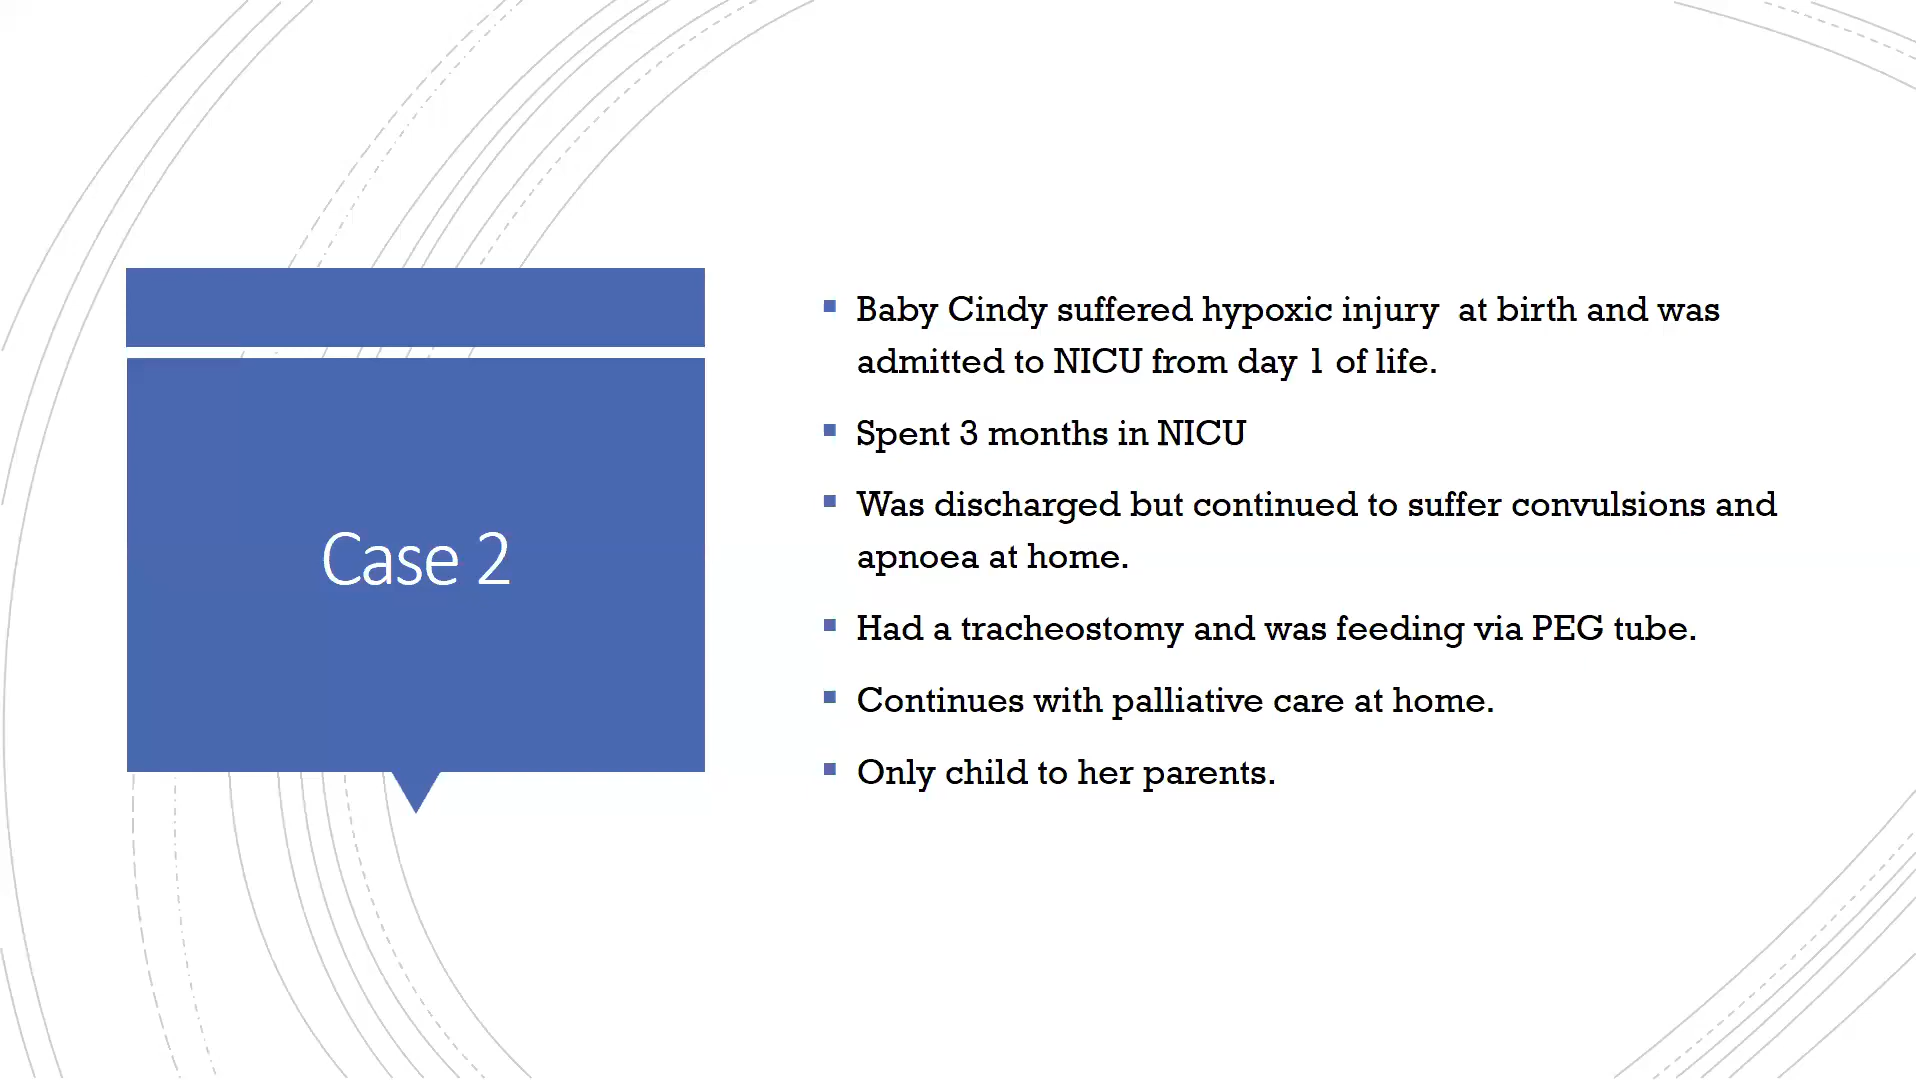 Case 2
Baby Cindy suffered hypoxic injury  at birth and was
admitted to NICU from day 1 of life.
Spent 3 months in NICU
Was discharged but continued to suffer convulsions and
apnoea at home.
Had a tracheostomy and was feeding via PEG tube.
Continues with palliative care at home.
Only child to her parents.